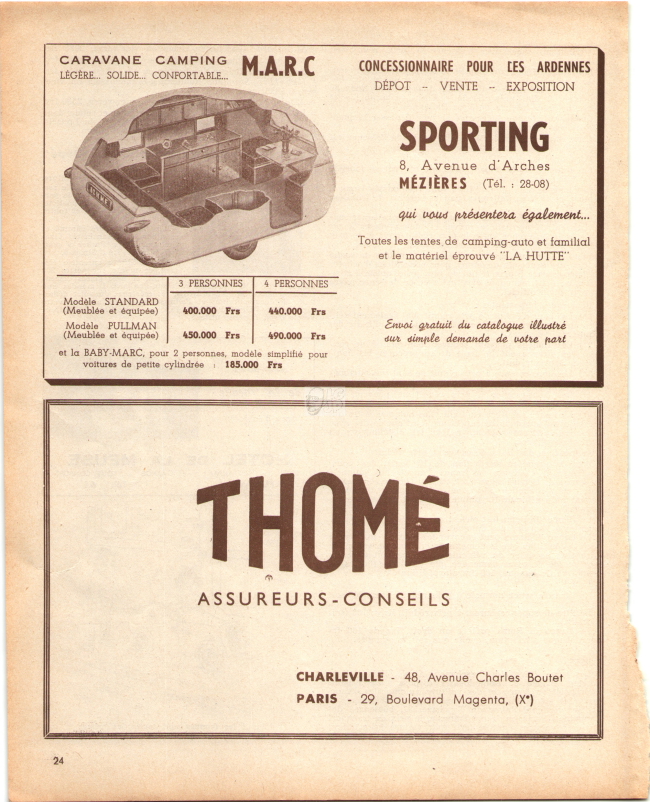 CARAVANE CAMPING M.A.R.C
LÉGÈRE... SOLIDE... CONFORTABLE...
3 PERSONNES 4 PERSONNES
Modèle STANDARD
(Meublée et équipée) 400.000 Frs 440.000 Frs
Modèle PULLMAN
(Meublée et équipée) 450.000 Frs 490.000 Frs
et la BABY-MARC, pour 2 personnes, modèle simplifié pour
voitures de petite cylindrée : 185.000 Frs
CONCESSIONNAIRE POUR LES ARDENNES
DÉPOT -- VENTE -- EXPOSITION
SPORTING
8, Avenue d'Arches
MÉZIÈRES (Tél. : 28-08)
qui vous présentera également...
Toutes les tentes de camping-auto et familial
et le matériel éprouvé "LA HUTTE"
Envoi gratuit du catalogue illustré
sur simple demande de votre part
THOMÉ
ASSUREURS-CONSEILS
CHARLEVILLE - 48, Avenue Charles Boutet
PARIS - 29, Boulevard Magenta, (Xe)
24